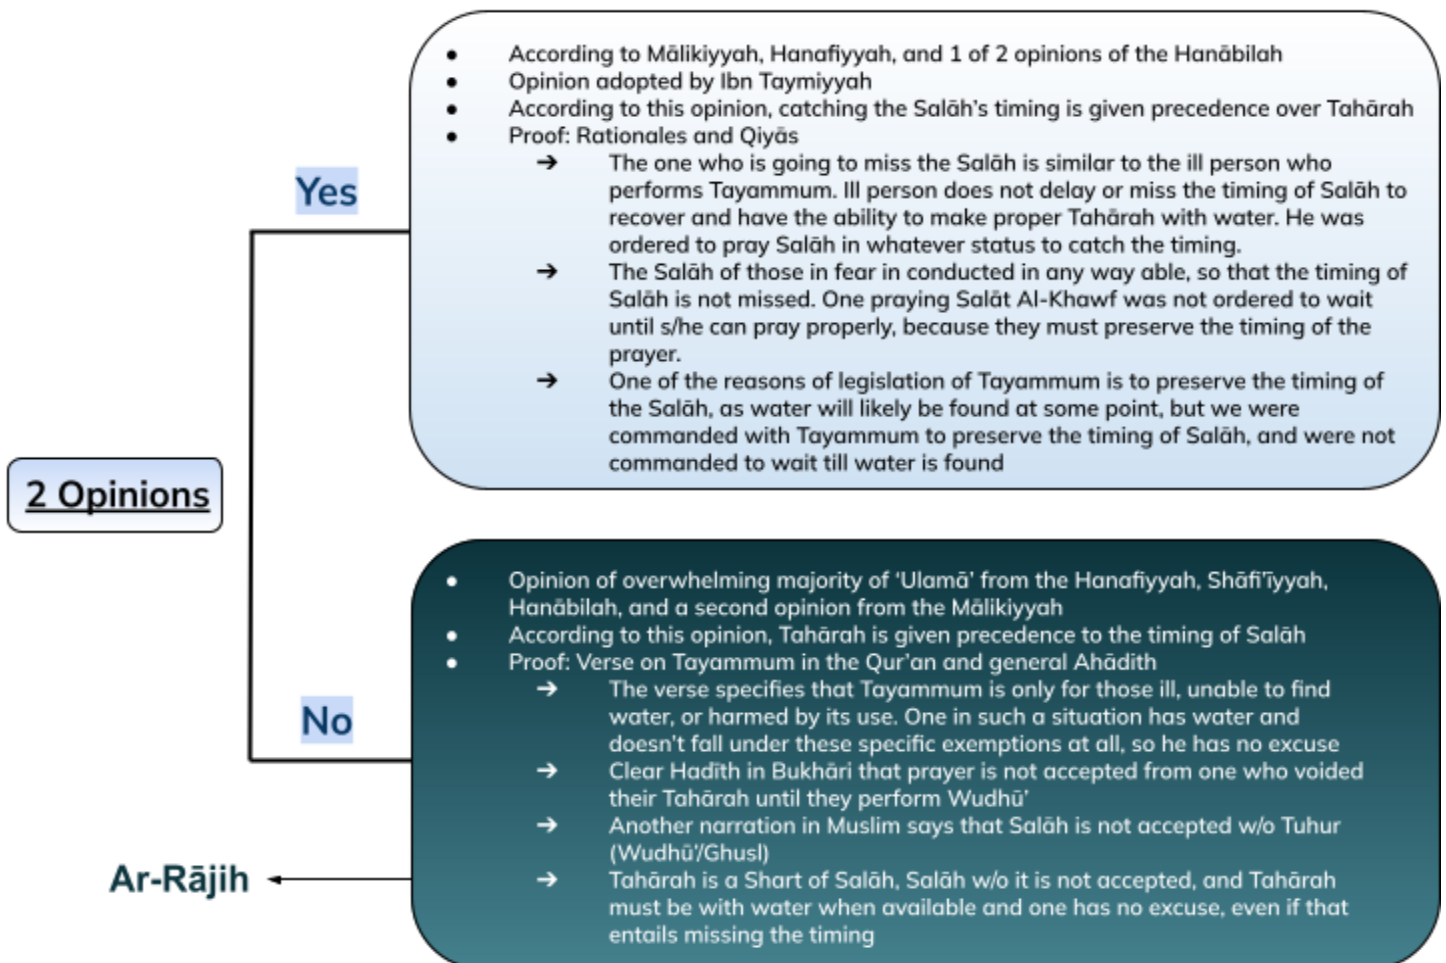 2 Opinions
Yes
● According to Mālikiyyah, Hanafiyyah, and 1 of 2 opinions of the Hanābilah
● Opinion adopted by Ibn Taymiyyah
● According to this opinion, catching the Salāh's timing is given precedence over Tahārah
● Proof: Rationales and Qiyās
➔ The one who is going to miss the Salāh is similar to the ill person who
performs Tayammum. Ill person does not delay or miss the timing of Salāh to
recover and have the ability to make proper Tahārah with water. He was
ordered to pray Salāh in whatever status to catch the timing.
➔ The Salāh of those in fear in conducted in any way able, so that the timing of
Salāh is not missed. One praying Salāt Al-Khawf was not ordered to wait
until s/he can pray properly, because they must preserve the timing of the
prayer.
➔ One of the reasons of legislation of Tayammum is to preserve the timing of
the Salāh, as water will likely be found at some point, but we were
commanded with Tayammum to preserve the timing of Salāh, and were not
commanded to wait till water is found
No
● Opinion of overwhelming majority of ‘Ulamā’ from the Hanafiyyah, Shāfi’īyyah,
Hanābilah, and a second opinion from the Mālikiyyah
● According to this opinion, Tahārah is given precedence to the timing of Salāh
● Proof: Verse on Tayammum in the Qur’an and general Ahādīth
➔ The verse specifies that Tayammum is only for those ill, unable to find
water, or harmed by its use. One in such a situation has water and
doesn’t fall under these specific exemptions at all, so he has no excuse
➔ Clear Hadīth in Bukhāri that prayer is not accepted from one who voided
their Tahārah until they perform Wudhū’
➔ Another narration in Muslim says that Salāh is not accepted w/o Tuhur
(Wudhū’/Ghusl)
➔ Tahārah is a Shart of Salāh, Salāh w/o it is not accepted, and Tahārah
must be with water when available and one has no excuse, even if that
entails missing the timing
Ar-Rājih